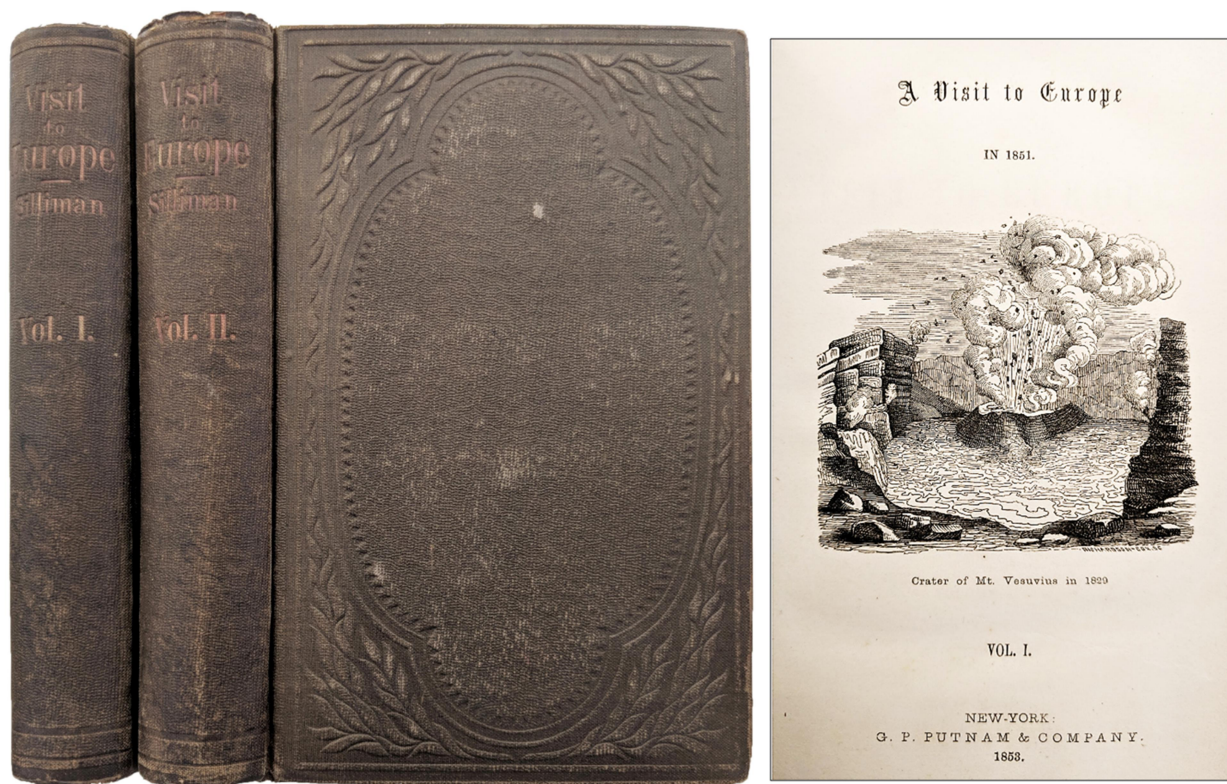 Visit
to
Europe
Silliman
Vol. I.
Visit
to
Europe
Silliman
Vol. II.
A Visit to Europe
IN 1851.
Crater of Mt. Vesuvius in 1829
VOL. I.
NEW-YORK:
G. P. PUTNAM & COMPANY.
1853.